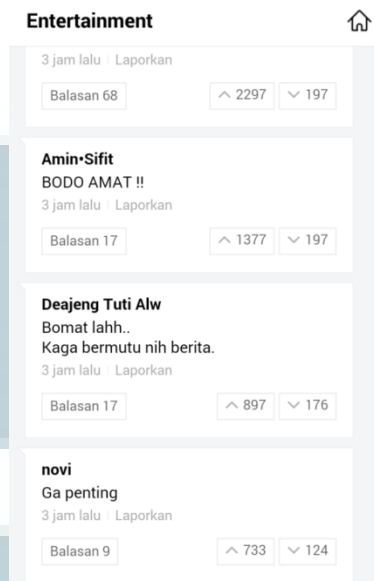 Entertainment
3 jam lalu Laporkan
Balasan 68 2297 197
Amin•Sifit
BODO AMAT !!
3 jam lalu Laporkan
Balasan 17 1377 197
Deajeng Tuti Alw
Bomat lahh..
Kaga bermutu nih berita.
3 jam lalu Laporkan
Balasan 17 897 176
novi
Ga penting
3 jam lalu Laporkan
Balasan 9 733 124